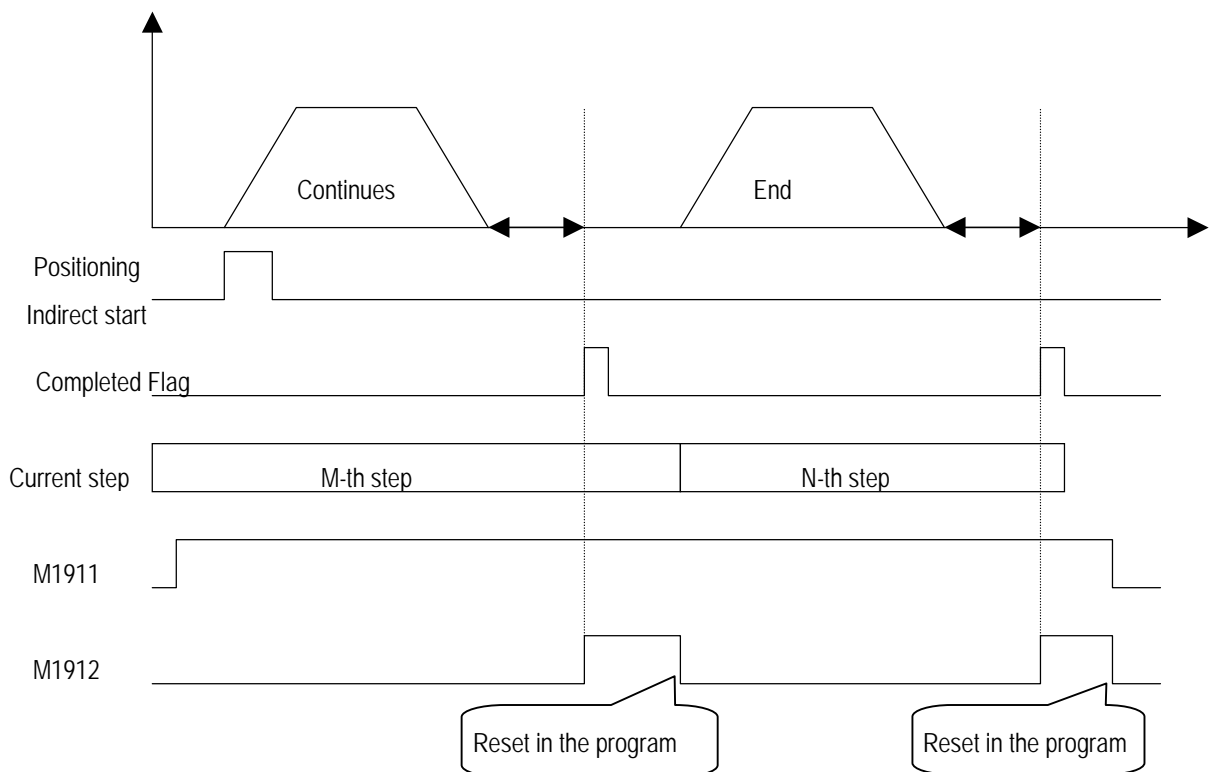 Continues
End
Positioning
Indirect start
Completed Flag
Current step
M-th step
N-th step
M1911
M1912
Reset in the program
Reset in the program